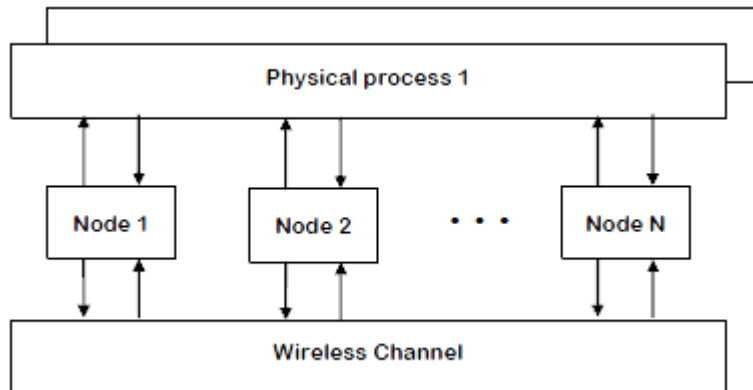 Physical process 1
Node 1
Node 2
• • •
Node N
Wireless Channel